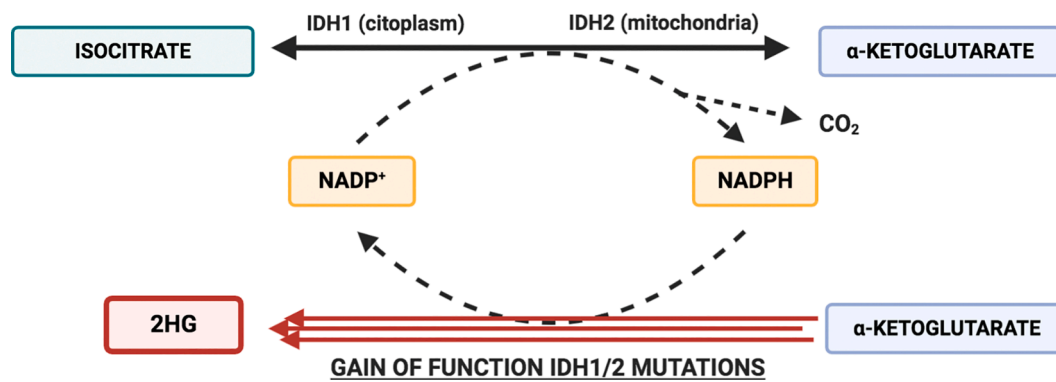 IDH1 (citoplasm)
IDH2 (mitochondria)
ISOCITRATE
α-KETOGLUTARATE
CO₂
NADP⁺
NADPH
2HG
α-KETOGLUTARATE
GAIN OF FUNCTION IDH1/2 MUTATIONS